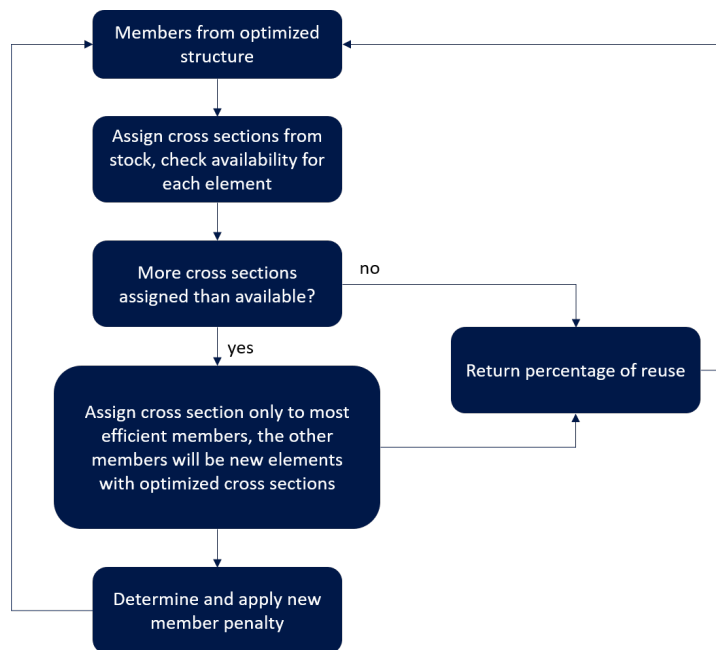 Members from optimized
structure
Assign cross sections from
stock, check availability for
each element
More cross sections
assigned than available?
no
yes
Return percentage of reuse
Assign cross section only to most
efficient members, the other
members will be new elements
with optimized cross sections
Determine and apply new
member penalty